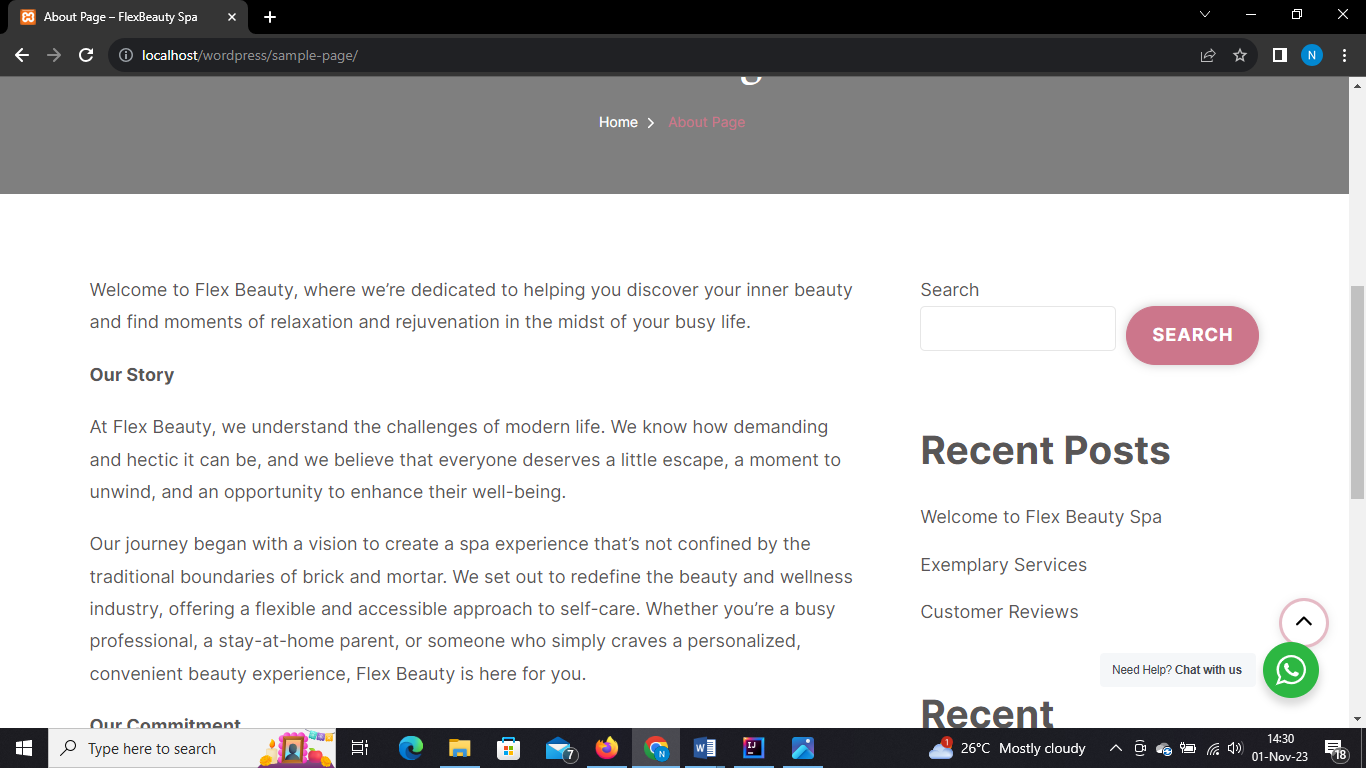 About Page – FlexBeauty Spa
localhost/wordpress/sample-page/
N
Home > About Page
Welcome to Flex Beauty, where we’re dedicated to helping you discover your inner beauty
and find moments of relaxation and rejuvenation in the midst of your busy life.
Our Story
At Flex Beauty, we understand the challenges of modern life. We know how demanding
and hectic it can be, and we believe that everyone deserves a little escape, a moment to
unwind, and an opportunity to enhance their well-being.
Our journey began with a vision to create a spa experience that’s not confined by the
traditional boundaries of brick and mortar. We set out to redefine the beauty and wellness
industry, offering a flexible and accessible approach to self-care. Whether you’re a busy
professional, a stay-at-home parent, or someone who simply craves a personalized,
convenient beauty experience, Flex Beauty is here for you.
Our Commitment
Search
SEARCH
Recent Posts
Welcome to Flex Beauty Spa
Exemplary Services
Customer Reviews
Need Help? Chat with us
Recent
Type here to search
7
N
W
IJ
1
26°C Mostly cloudy
14:30
01-Nov-23
18